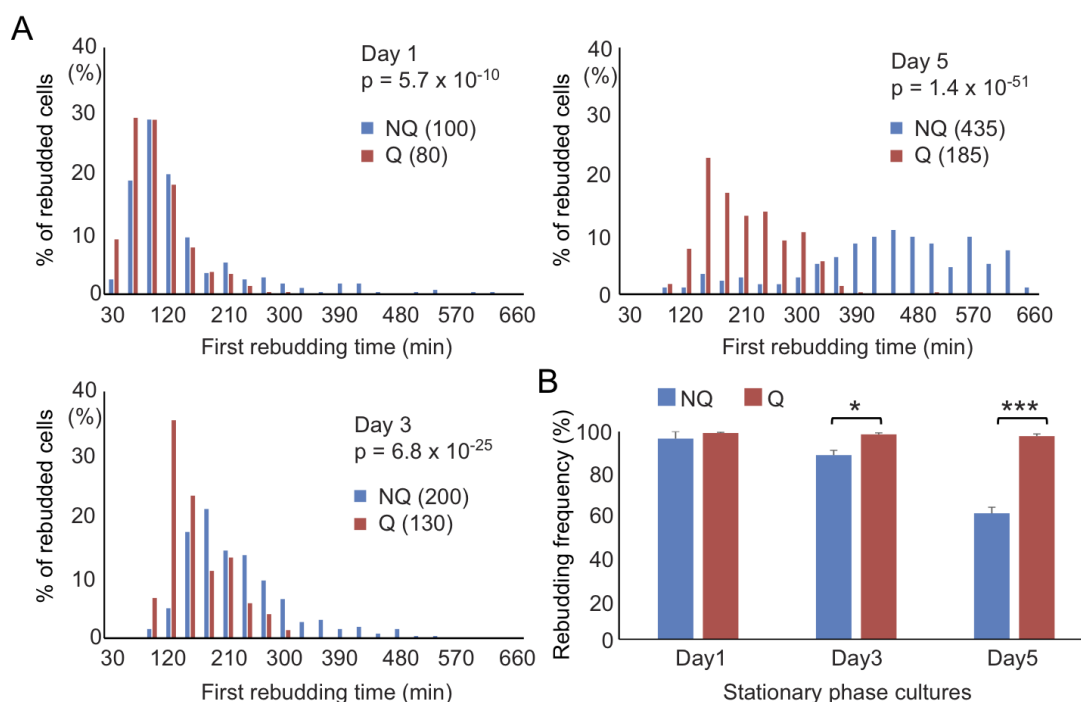 A
40
(%)
30
20
10
0
% of rebudded cells
Day 1
p = 5.7 x 10-10
NQ (100)
Q (80)
30 120 210 300 390 480 570 660
First rebudding time (min)
40
(%)
30
20
10
0
% of rebudded cells
Day 5
p = 1.4 x 10-51
NQ (435)
Q (185)
30 120 210 300 390 480 570 660
First rebudding time (min)
40
(%)
30
20
10
0
% of rebudded cells
Day 3
p = 6.8 x 10-25
NQ (200)
Q (130)
30 120 210 300 390 480 570 660
First rebudding time (min)
B
NQ Q
100
80
60
40
20
0
Rebudding frequency (%)
*
***
Day1 Day3 Day5
Stationary phase cultures